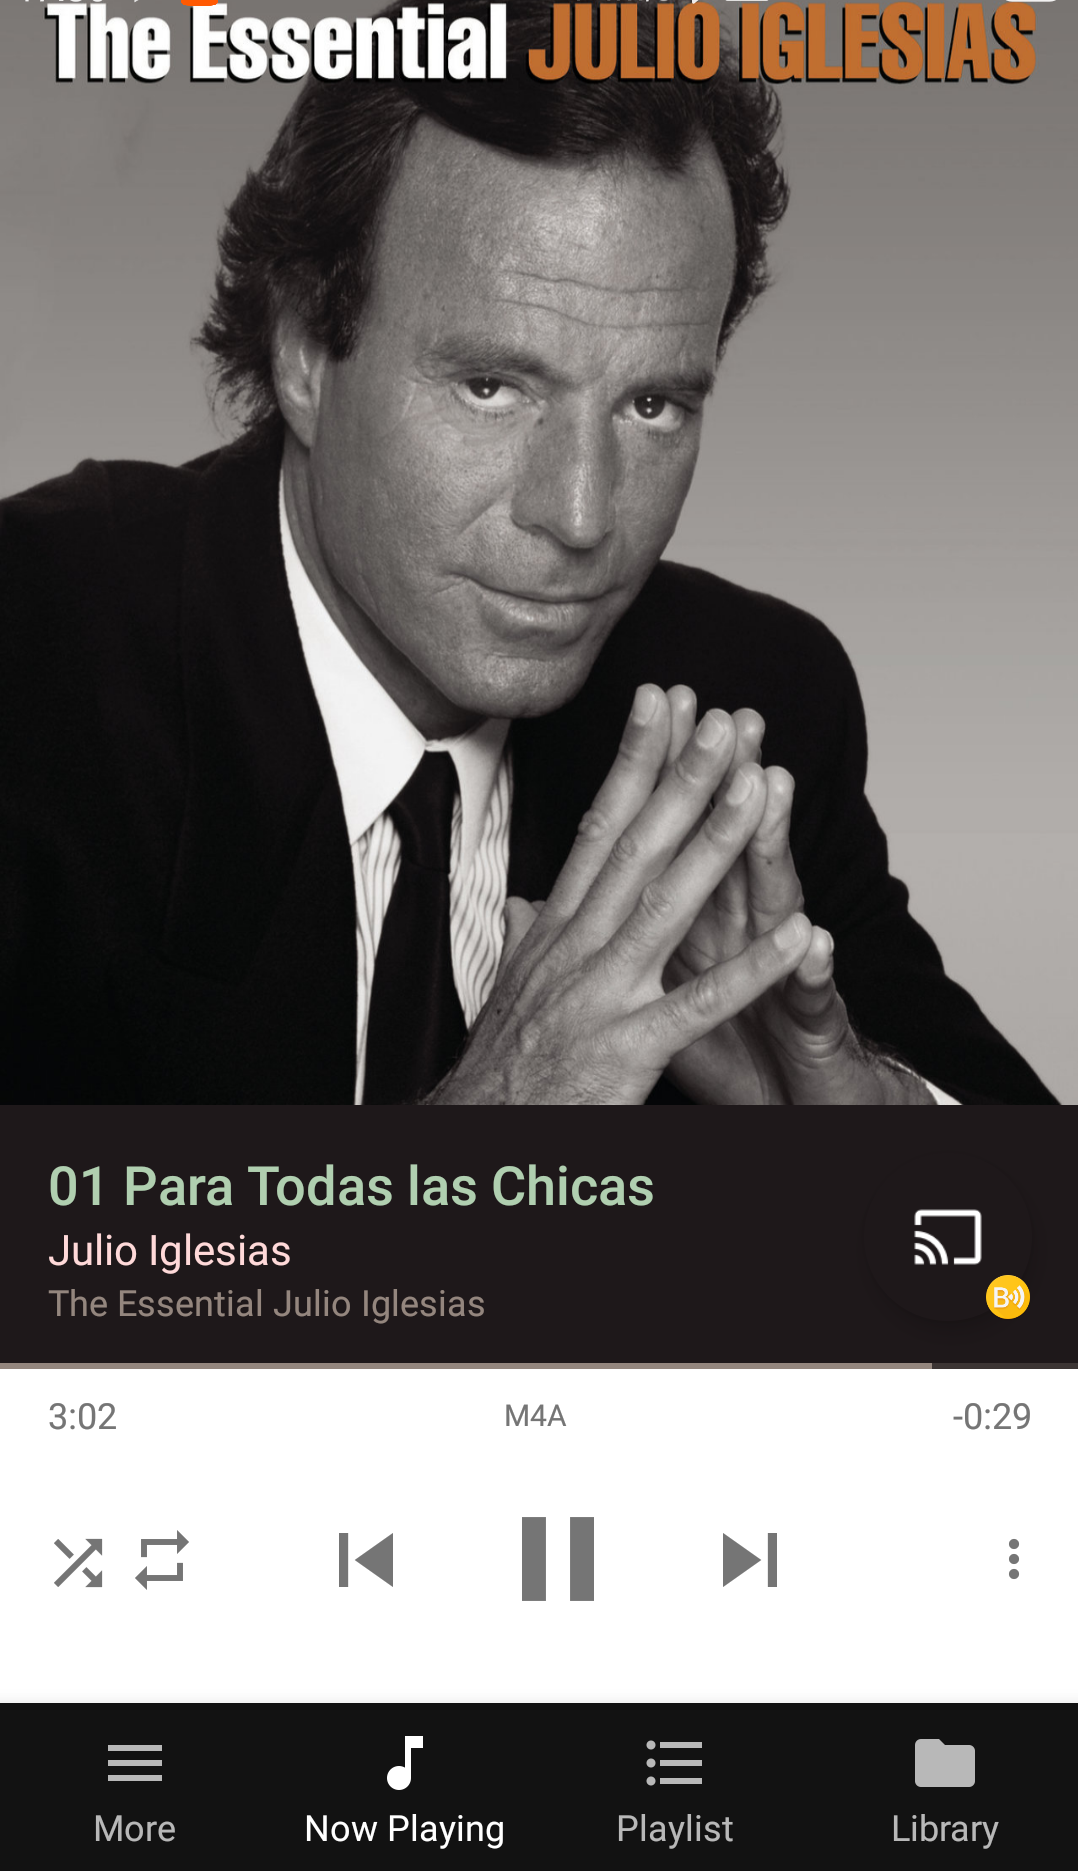 The Essential JULIO IGLESIAS
01 Para Todas las Chicas
Julio Iglesias
The Essential Julio Iglesias
B
3:02 M4A -0:29
More Now Playing Playlist Library